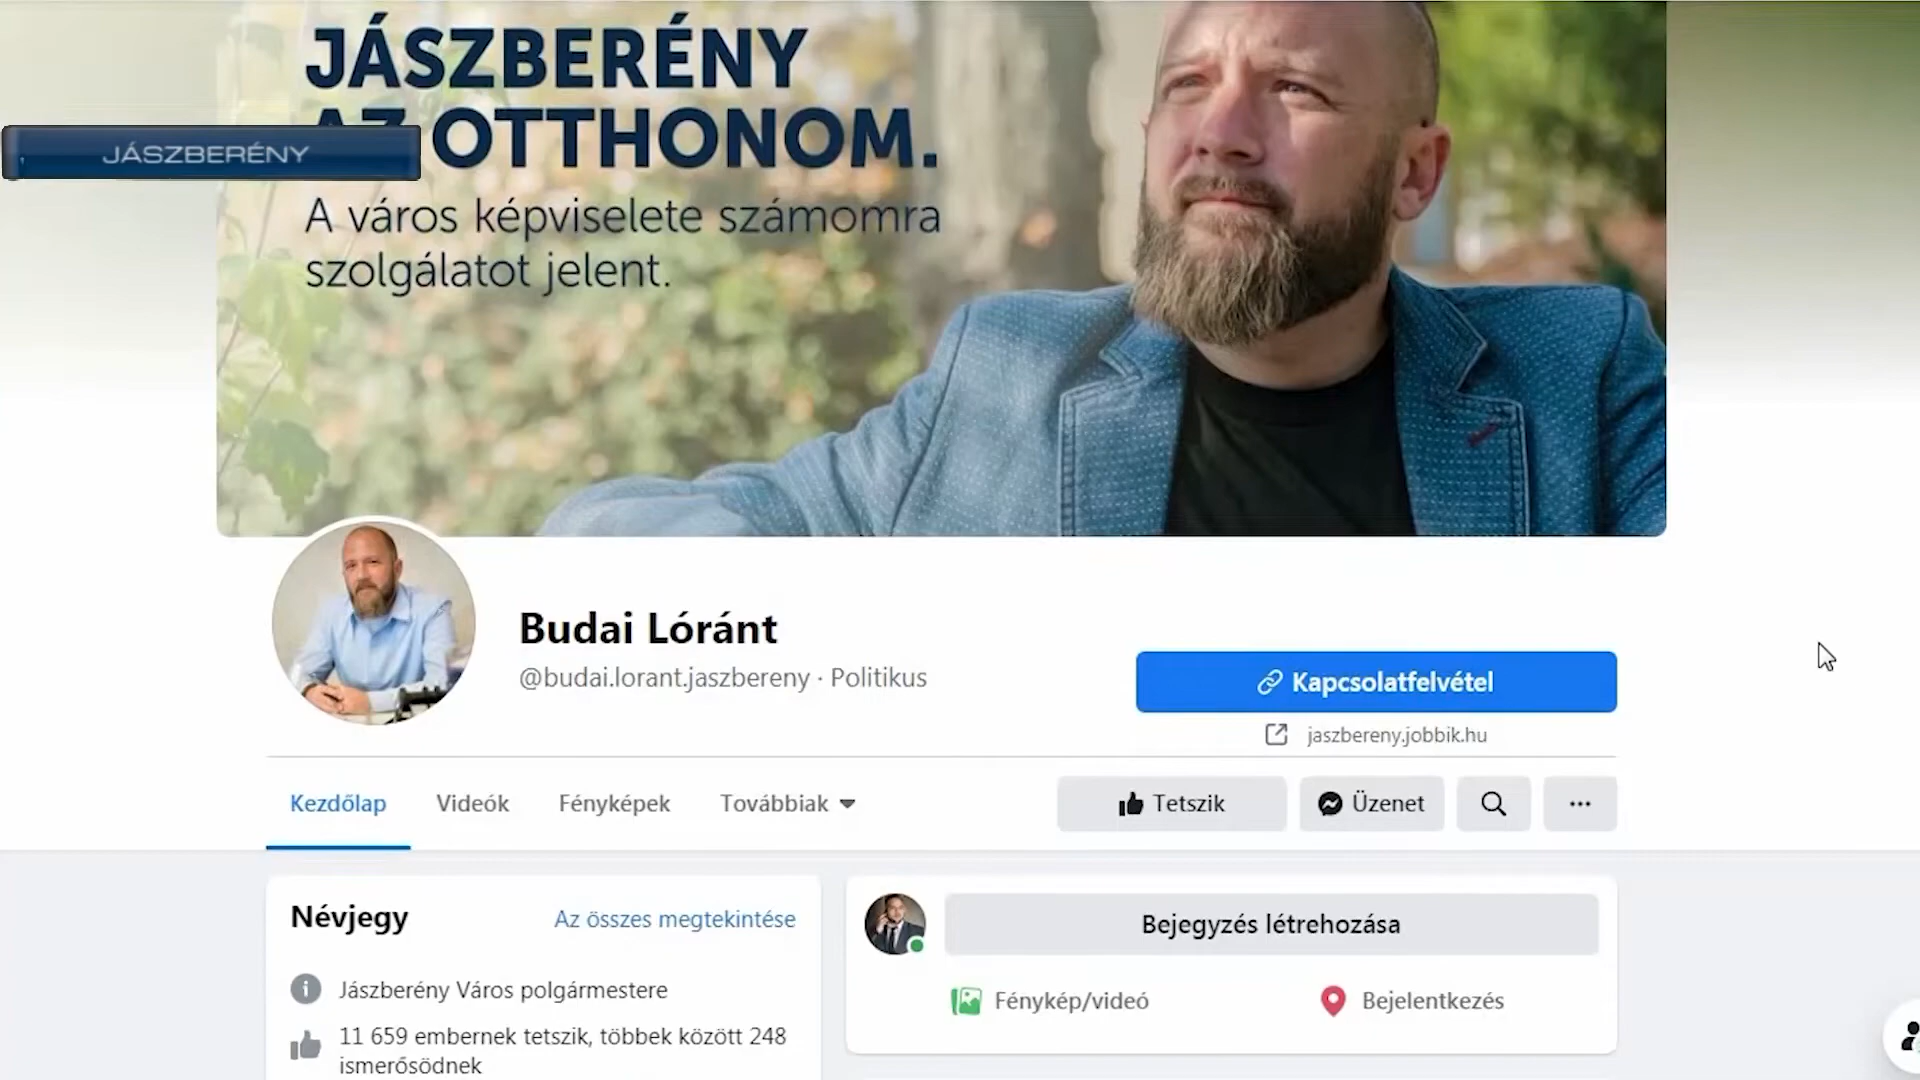 JÁSZBERÉNY
AZ OTTHONOM.
JÁSZBERÉNY
A város képviselete számomra
szolgálatot jelent.
Budai Lóránt
@budai.lorant.jaszbereny · Politikus
Kapcsolatfelvétel
jaszbereny.jobbik.hu
Kezdőlap Videók Fényképek Továbbiak Tetszik Üzenet
Névjegy Az összes megtekintése
Bejegyzés létrehozása
Jászberény Város polgármestere
Fénykép/videó Bejelentkezés
11 659 embernek tetszik, többek között 248
ismerősödnek